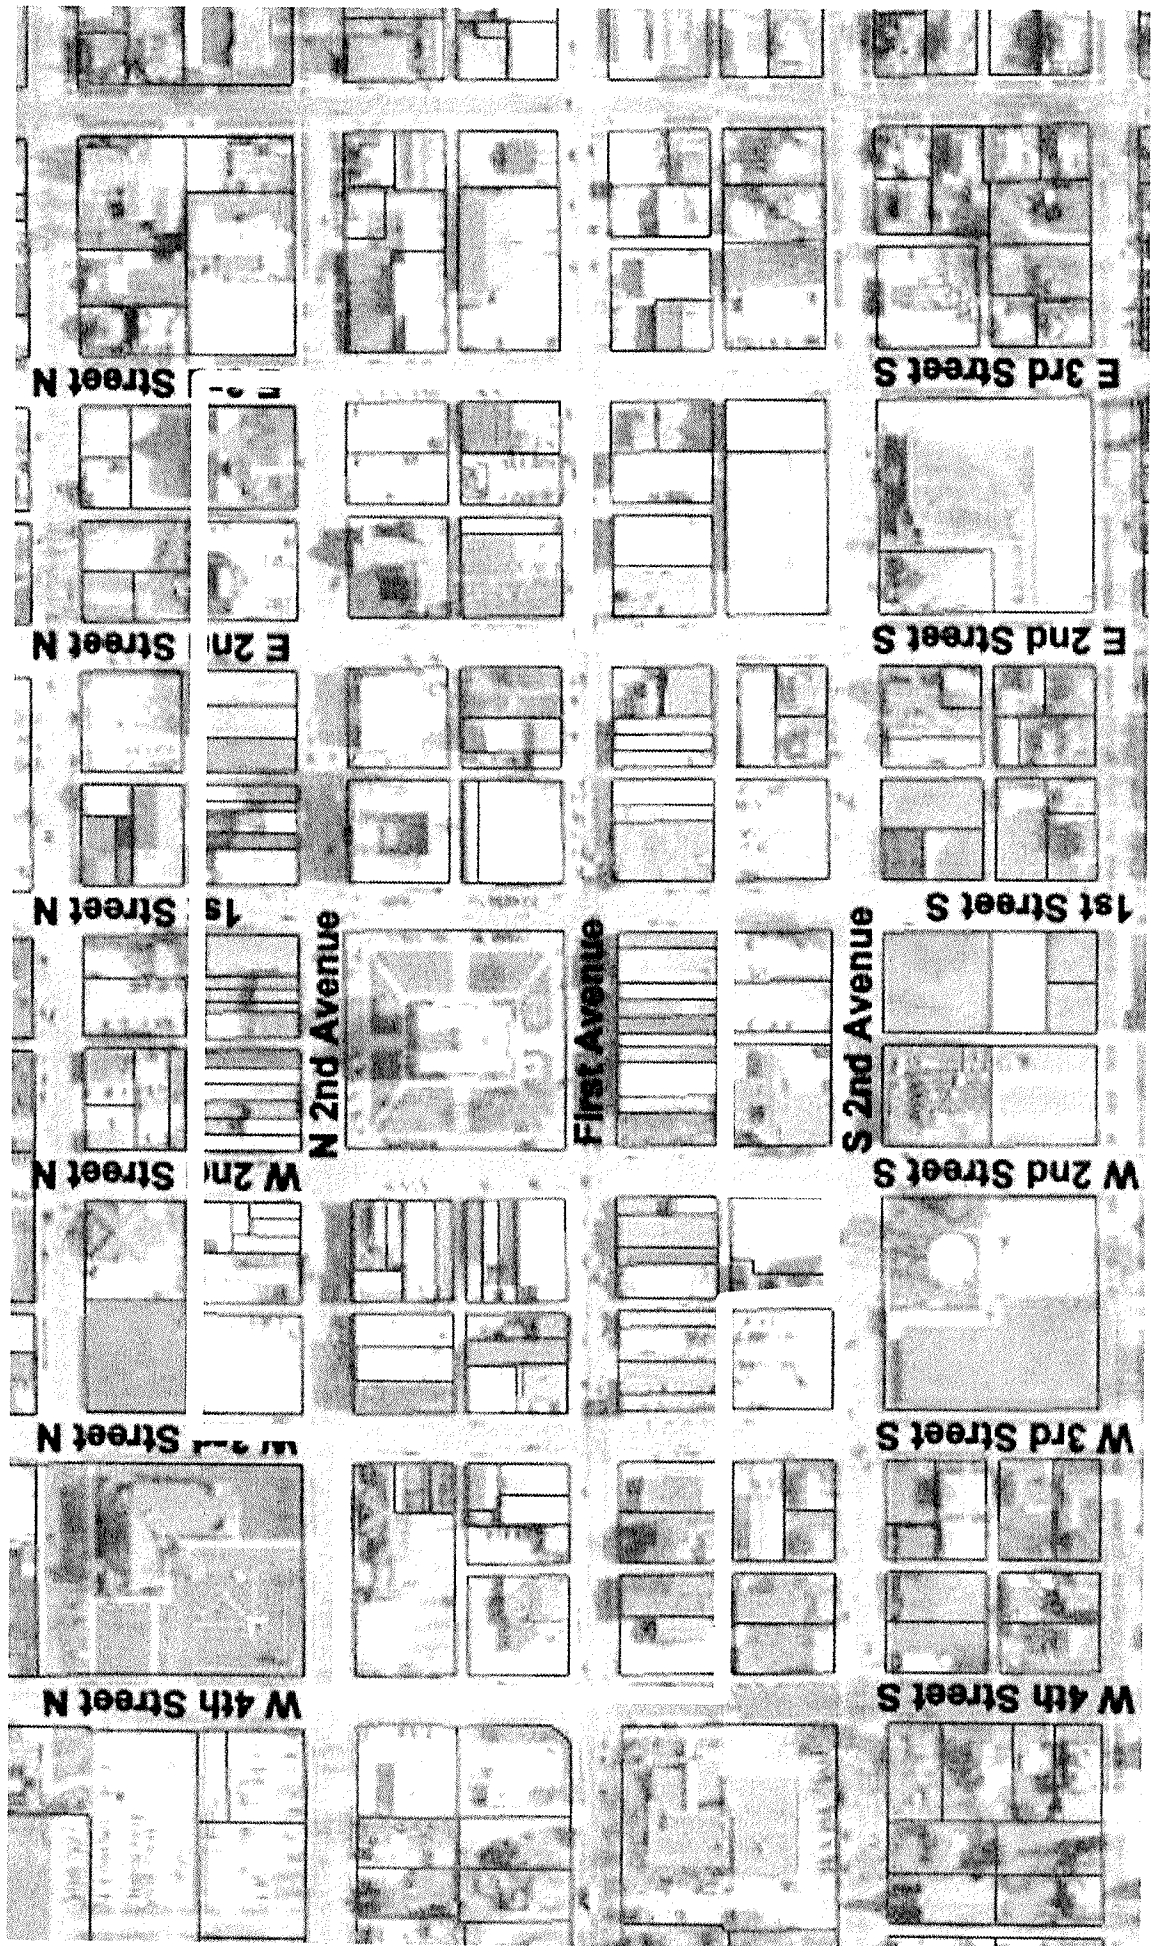 E 3rd Street S
Street N
E 2nd Street S
E 2nd Street N
1st Street S
1st Street N
N 2nd Avenue
First Avenue
S 2nd Avenue
W 2nd Street S
W 2nd Street N
W 3rd Street S
W 3rd Street N
W 4th Street S
W 4th Street N